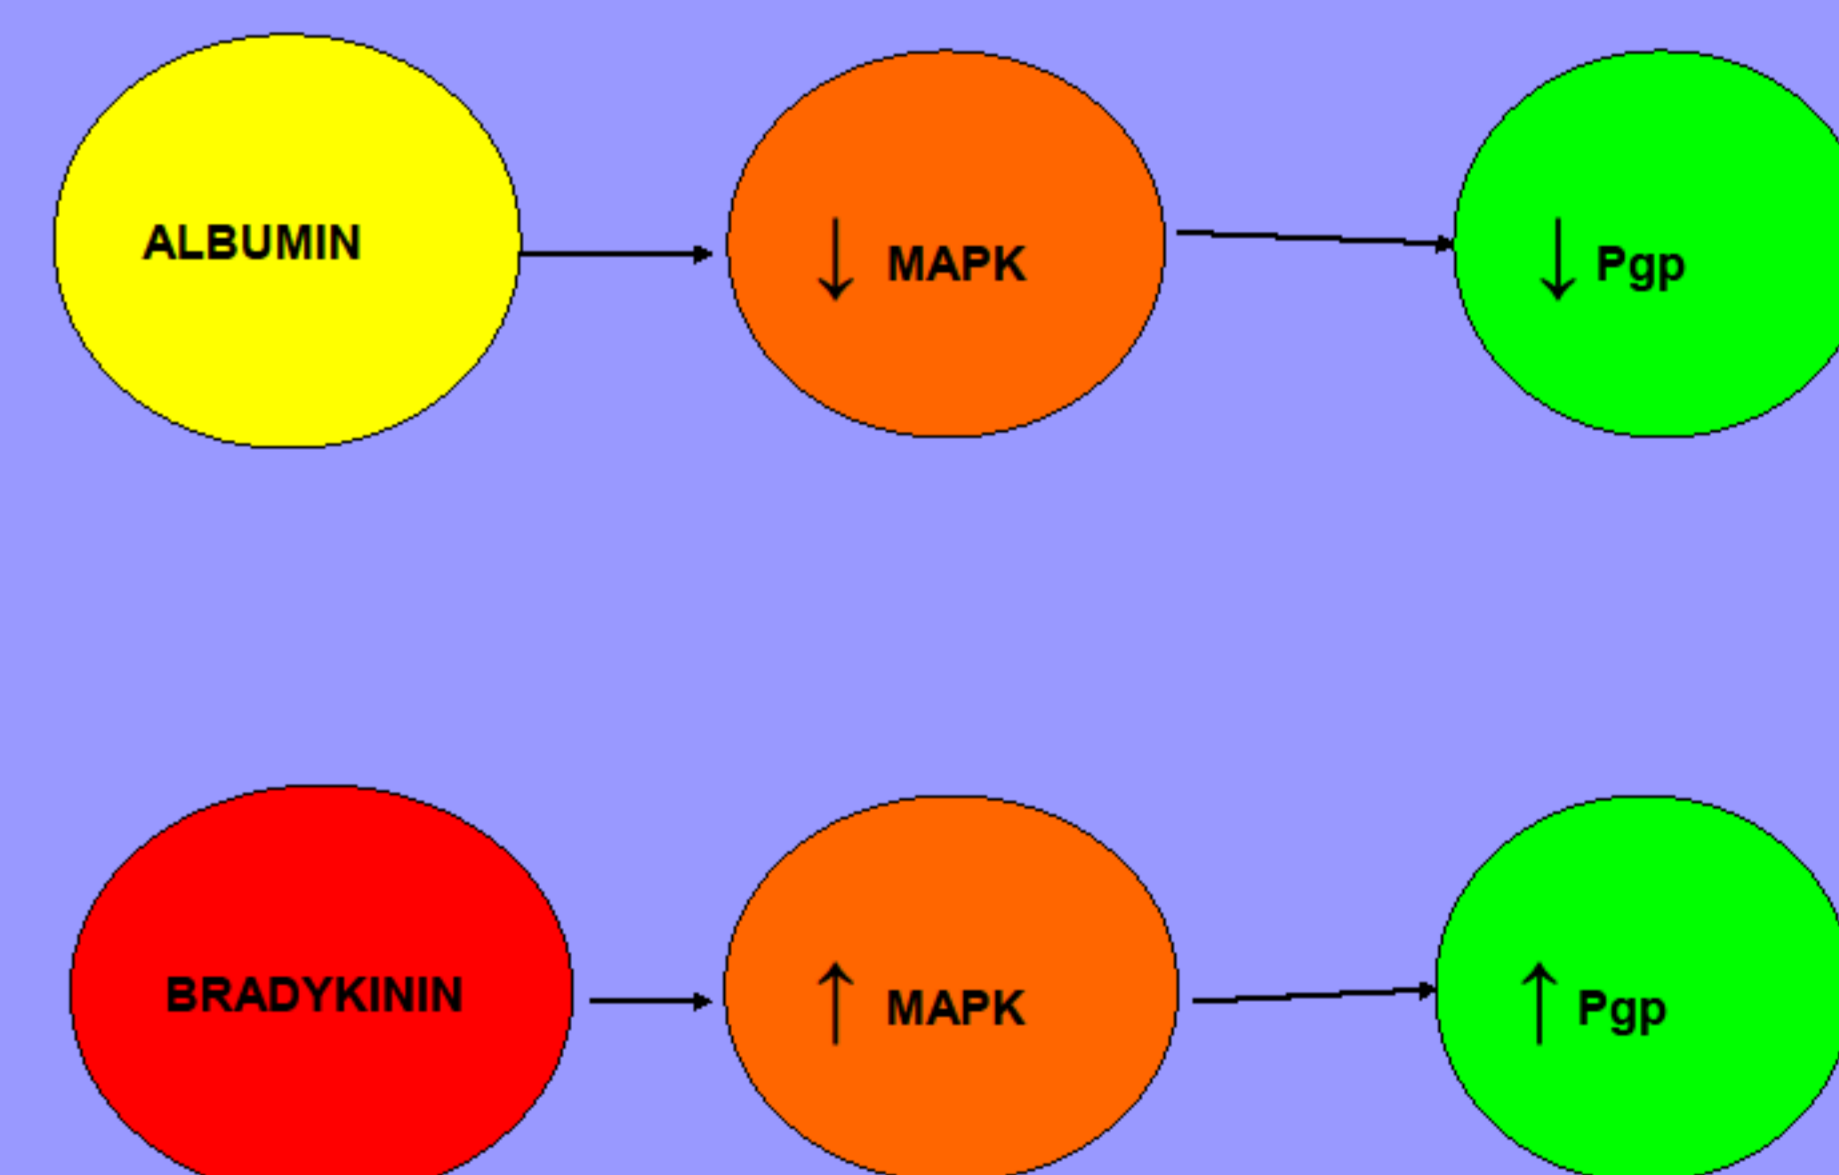 ALBUMIN
↓ MAPK
↓ Pgp
BRADYKININ
↑ MAPK
↑ Pgp